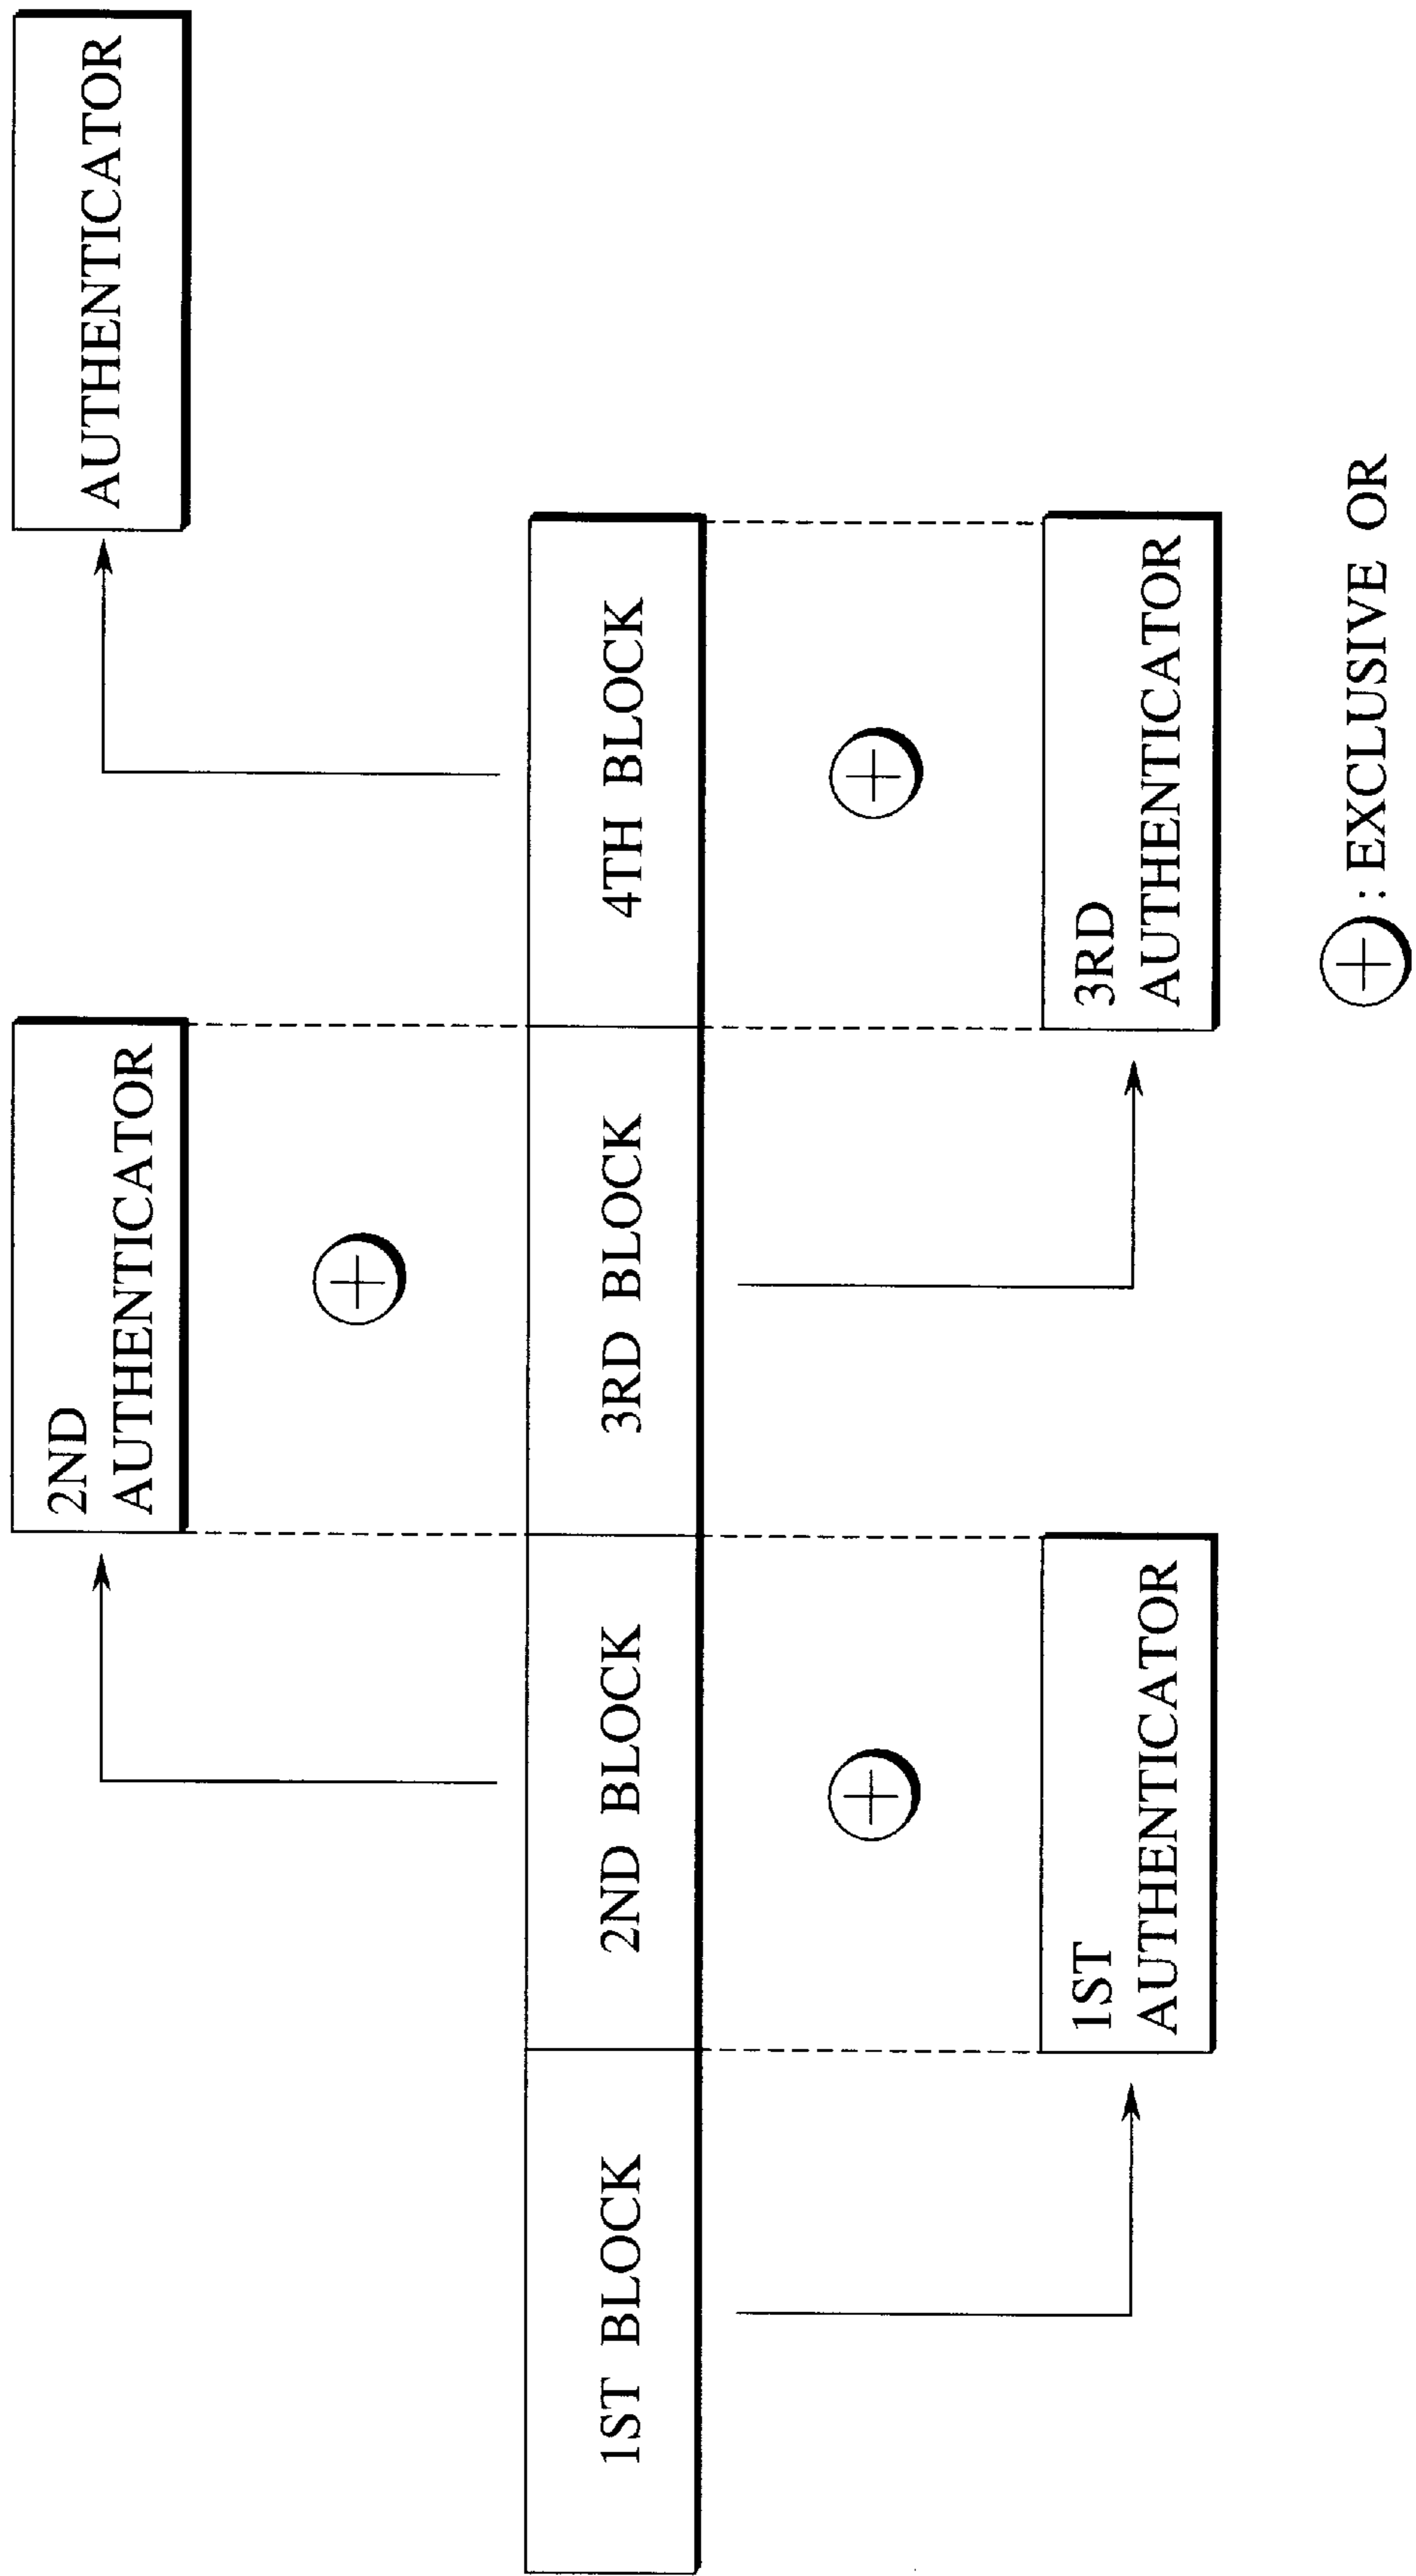 2ND
AUTHENTICATOR
AUTHENTICATOR
1ST BLOCK
2ND BLOCK
3RD BLOCK
4TH BLOCK
1ST
AUTHENTICATOR
3RD
AUTHENTICATOR
: EXCLUSIVE OR